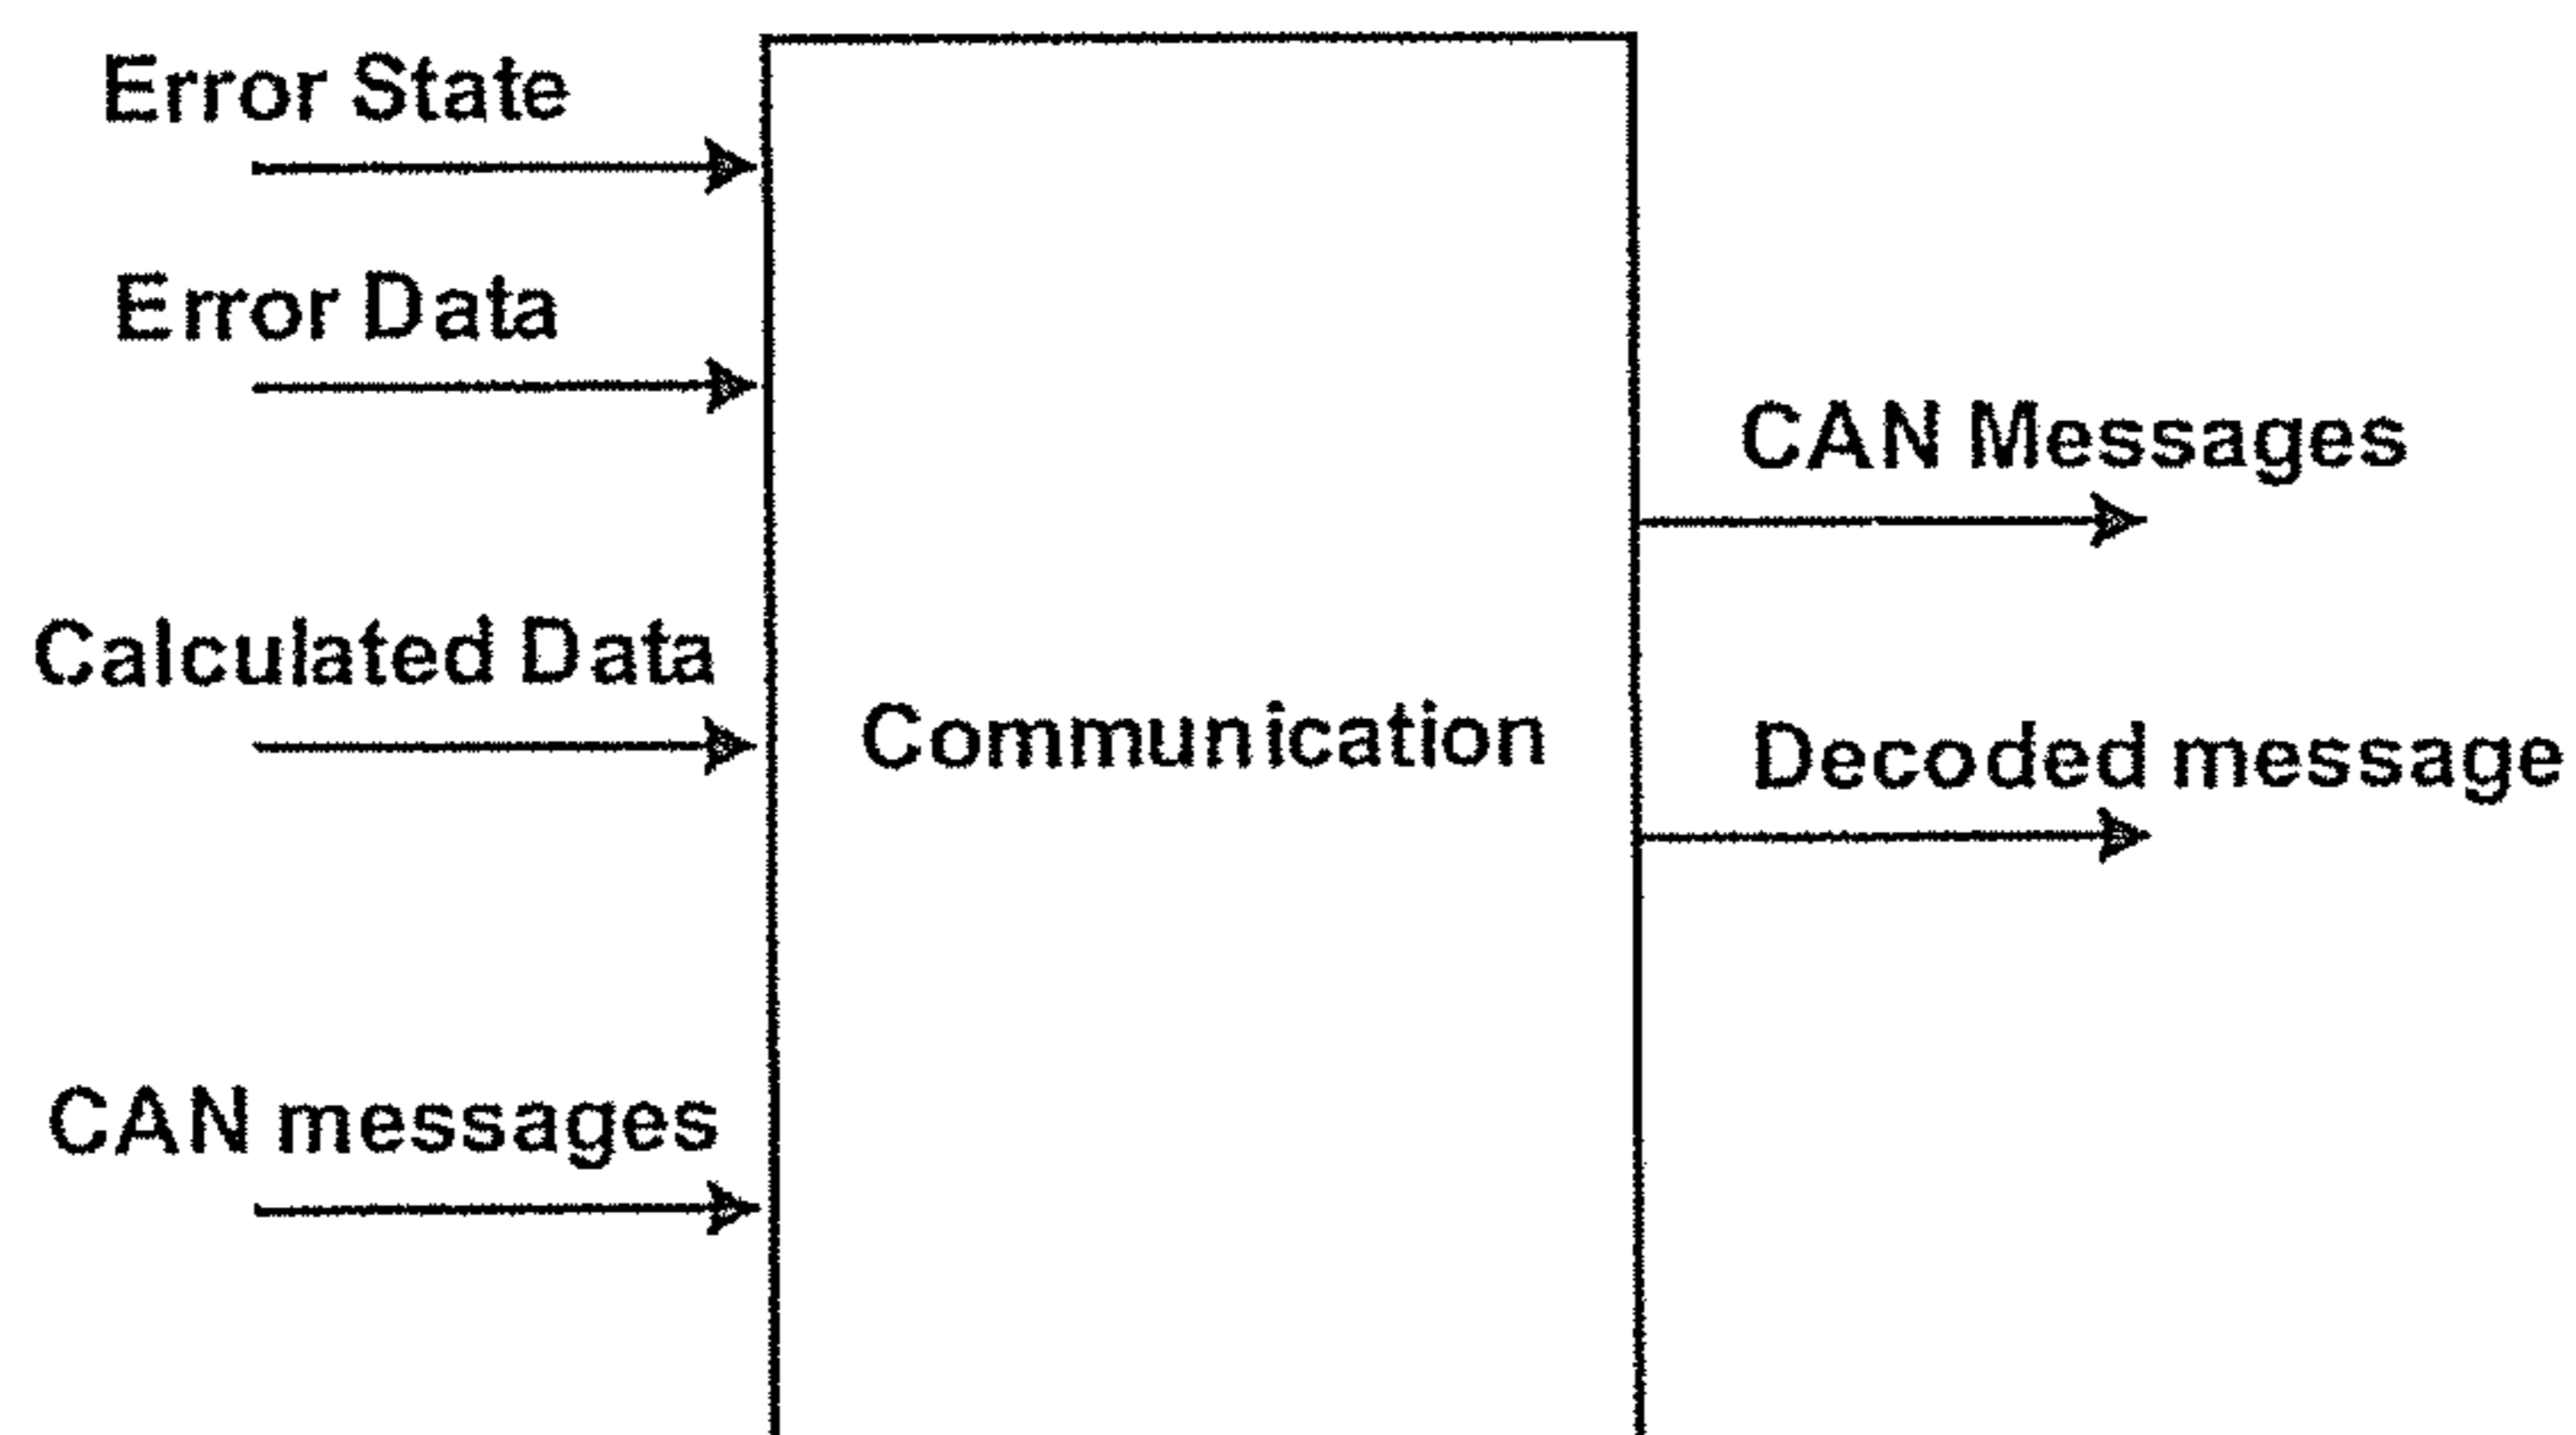 Error State
Error Data
CAN Messages
Calculated Data
Communication
Decoded message
CAN messages